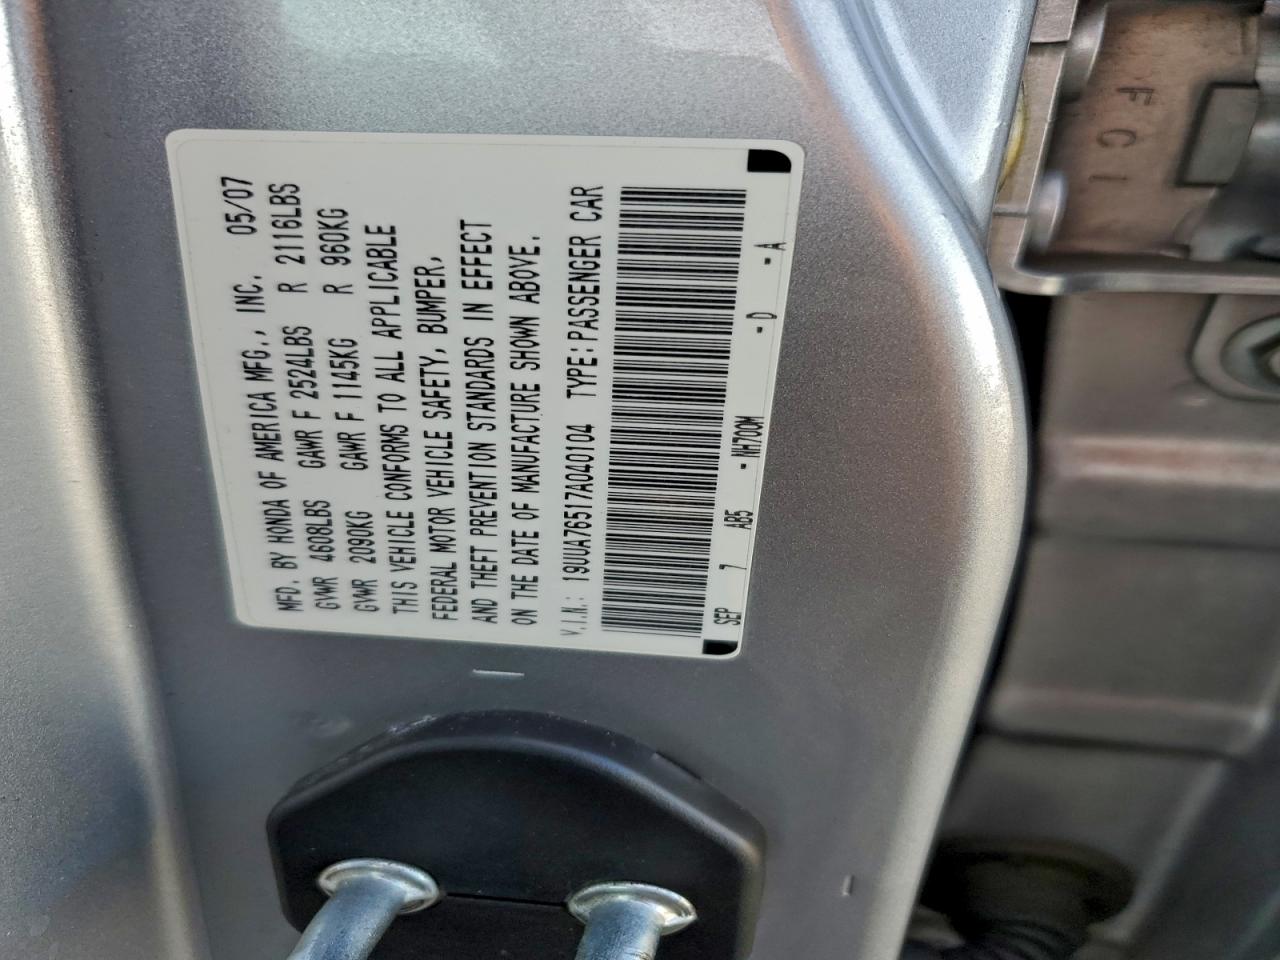 MFD. BY HONDA OF AMERICA MFG., INC. 05/07
GVWR 4608LBS GAWR F 2524LBS R 2116LBS
GVWR 2090KG GAWR F 1145KG R 960KG
THIS VEHICLE CONFORMS TO ALL APPLICABLE
FEDERAL MOTOR VEHICLE SAFETY, BUMPER,
AND THEFT PREVENTION STANDARDS IN EFFECT
ON THE DATE OF MANUFACTURE SHOWN ABOVE.
V.I.N.: 19UUA76517A040104 TYPE: PASSENGER CAR
SEP 7 AB5 - NH700M - D - A
F C I